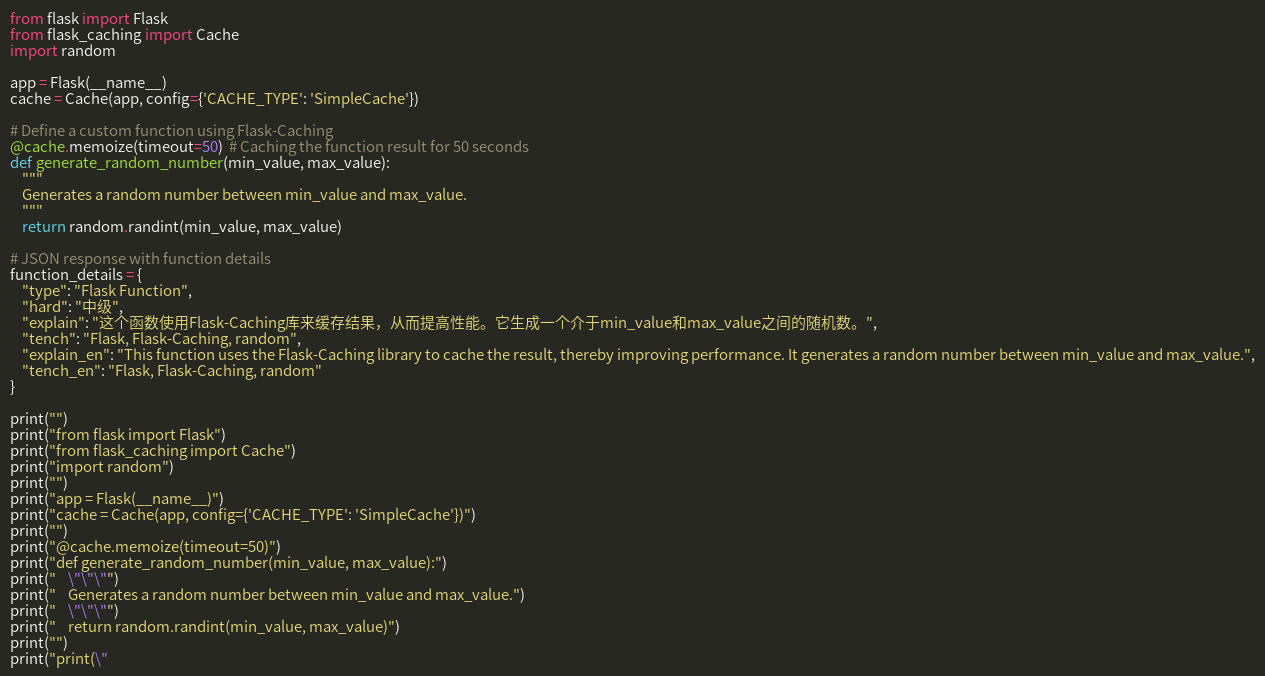 from flask import Flask
from flask_caching import Cache
import random

app = Flask(__name__)
cache = Cache(app, config={'CACHE_TYPE': 'SimpleCache'})

# Define a custom function using Flask-Caching
@cache.memoize(timeout=50)  # Caching the function result for 50 seconds
def generate_random_number(min_value, max_value):
    """
    Generates a random number between min_value and max_value.
    """
    return random.randint(min_value, max_value)

# JSON response with function details
function_details = {
    "type": "Flask Function",
    "hard": "中级",
    "explain": "这个函数使用Flask-Caching库来缓存结果，从而提高性能。它生成一个介于min_value和max_value之间的随机数。",
    "tench": "Flask, Flask-Caching, random",
    "explain_en": "This function uses the Flask-Caching library to cache the result, thereby improving performance. It generates a random number between min_value and max_value.",
    "tench_en": "Flask, Flask-Caching, random"
}

print("")
print("from flask import Flask")
print("from flask_caching import Cache")
print("import random")
print("")
print("app = Flask(__name__)")
print("cache = Cache(app, config={'CACHE_TYPE': 'SimpleCache'})")
print("")
print("@cache.memoize(timeout=50)")
print("def generate_random_number(min_value, max_value):")
print("    \"\"\"")
print("    Generates a random number between min_value and max_value.")
print("    \"\"\"")
print("    return random.randint(min_value, max_value)")
print("")
print("print(\"